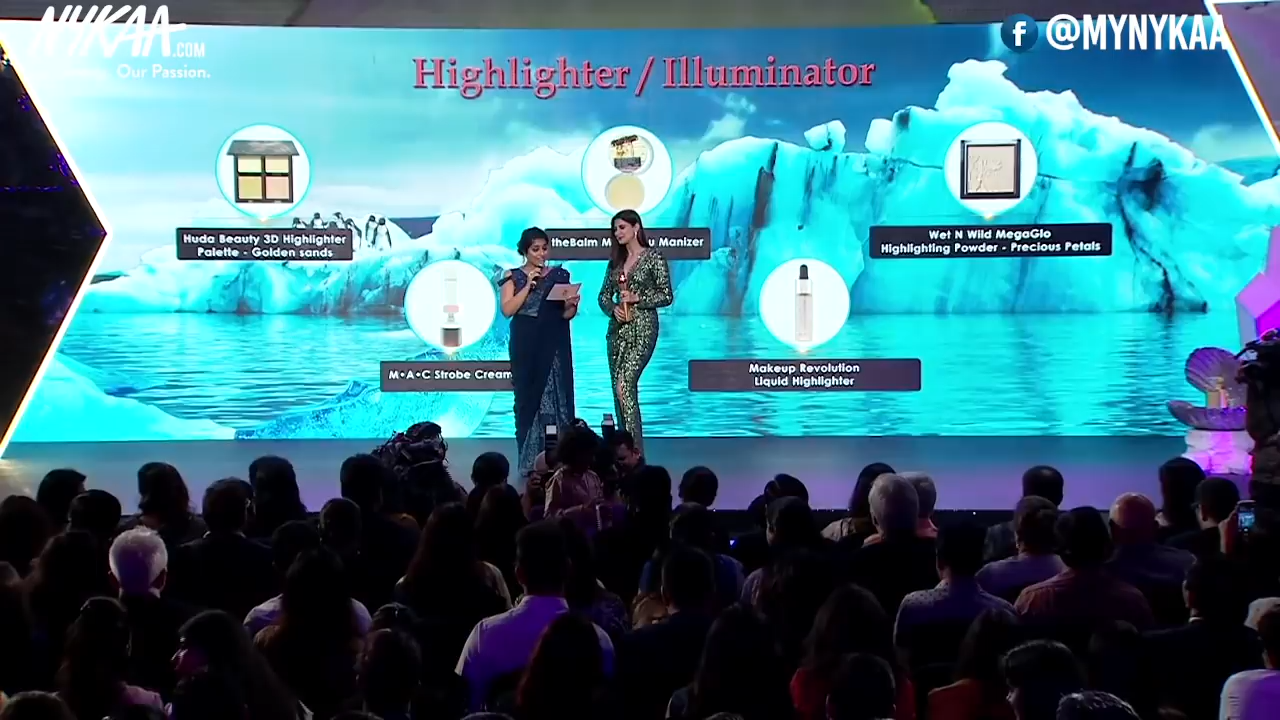 NYKAA.COM
Our Passion.
f @MYNYKAA
Highlighter / Illuminator
Huda Beauty 3D Highlighter
Palette - Golden sands
theBalm M
u Manizer
Wet N Wild MegaGlo
Highlighting Powder - Precious Petals
M•A•C Strobe Cream
Makeup Revolution
Liquid Highlighter